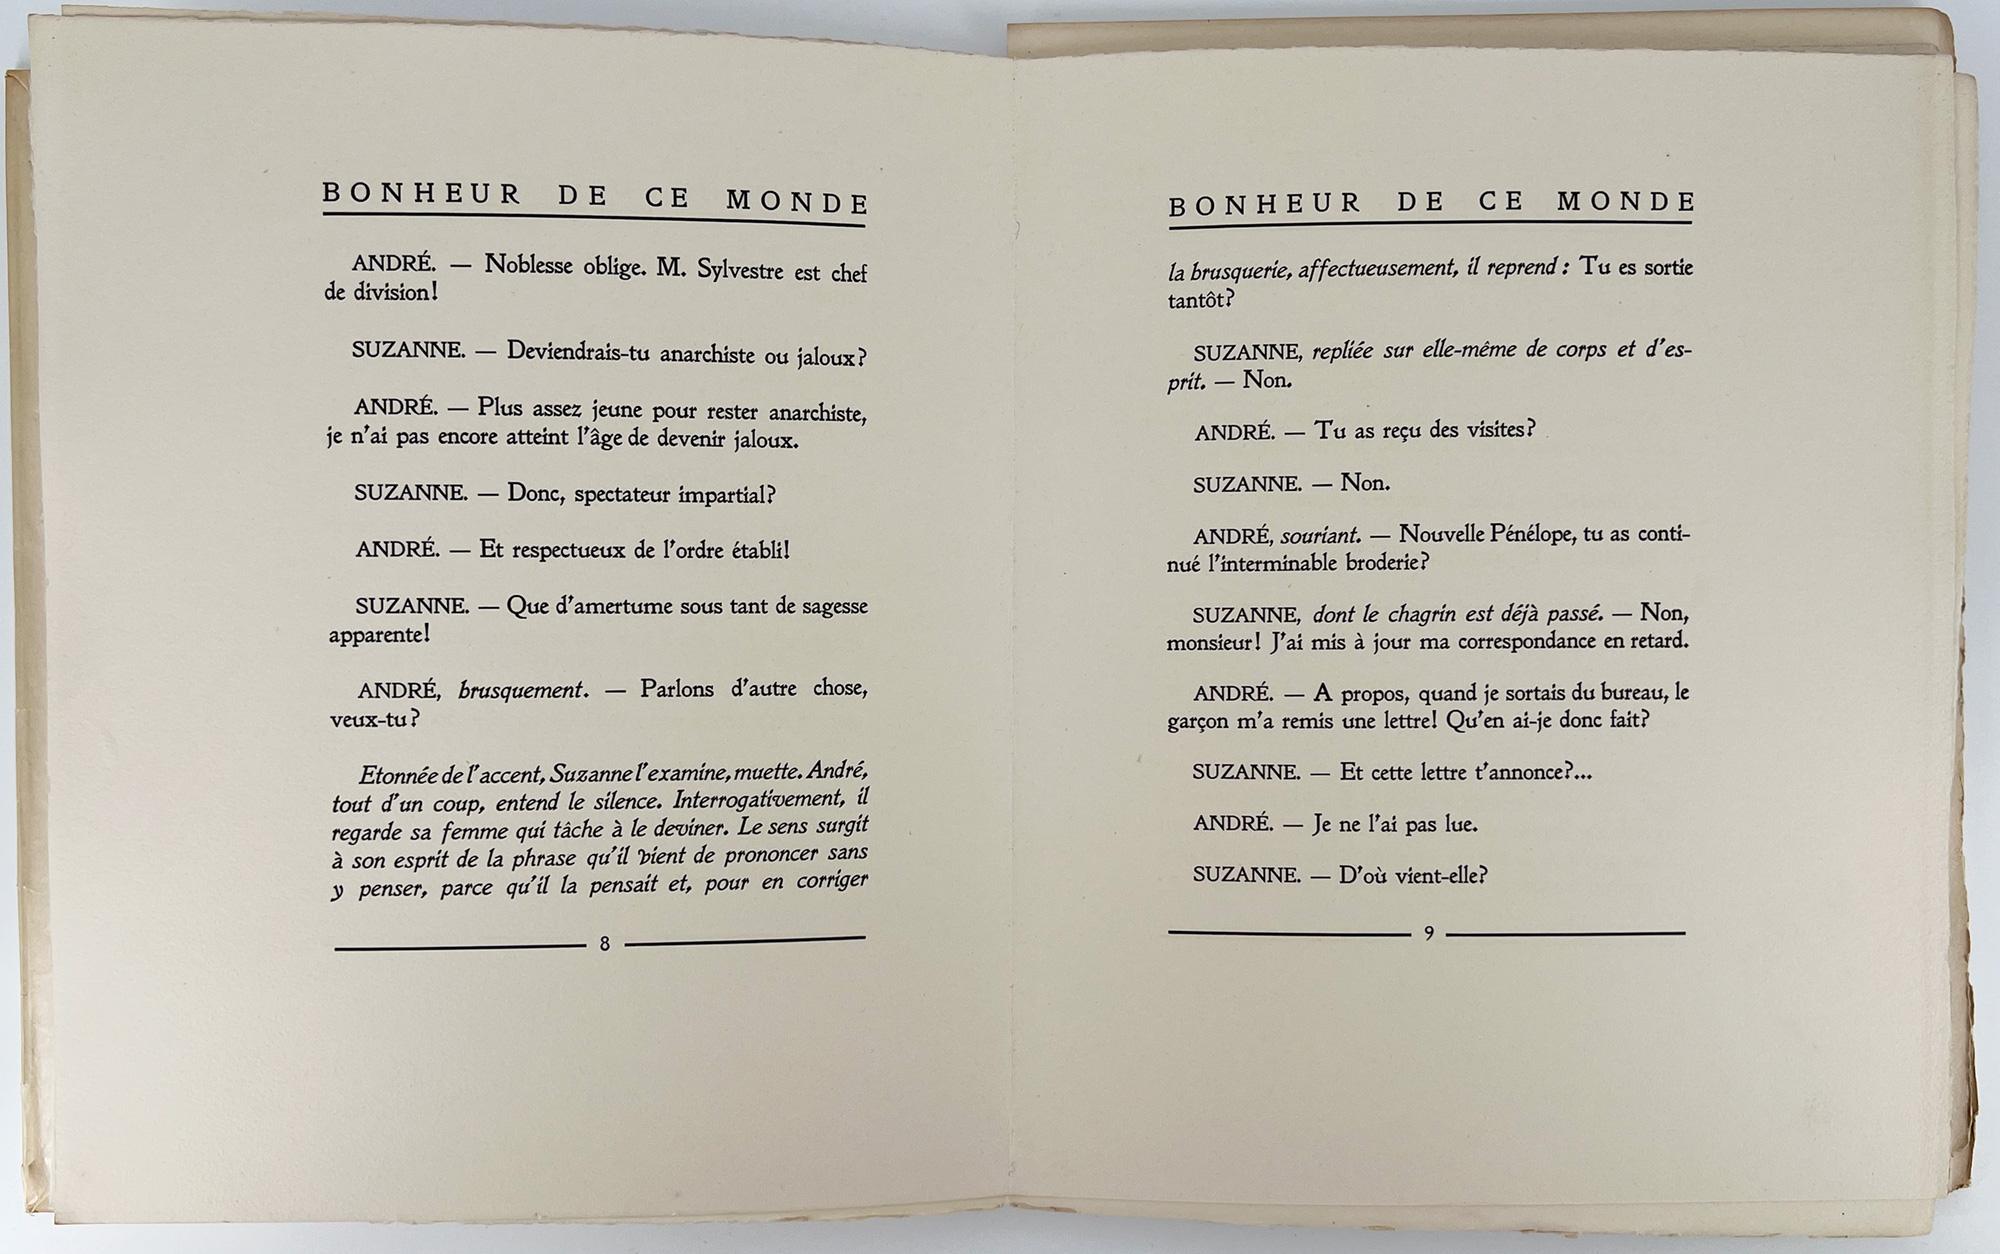 BONHEUR DE CE MONDE
ANDRÉ. — Noblesse oblige. M. Sylvestre est chef
de division!
SUZANNE. — Deviendrais-tu anarchiste ou jaloux?
ANDRÉ. — Plus assez jeune pour rester anarchiste,
je n'ai pas encore atteint l'âge de devenir jaloux.
SUZANNE. — Donc, spectateur impartial?
ANDRÉ. — Et respectueux de l'ordre établi!
SUZANNE. — Que d'amertume sous tant de sagesse
apparente!
ANDRÉ, brusquement. — Parlons d'autre chose,
veux-tu?
Etonnée de l'accent, Suzanne l'examine, muette. André,
tout d'un coup, entend le silence. Interrogativement, il
regarde sa femme qui tâche à le deviner. Le sens surgit
à son esprit de la phrase qu'il vient de prononcer sans
y penser, parce qu'il la pensait et, pour en corriger
8
BONHEUR DE CE MONDE
la brusquerie, affectueusement, il reprend : Tu es sortie
tantôt?
SUZANNE, repliée sur elle-même de corps et d'es-
prit. — Non.
ANDRÉ. — Tu as reçu des visites?
SUZANNE. — Non.
ANDRÉ, souriant. — Nouvelle Pénélope, tu as conti-
nué l'interminable broderie?
SUZANNE, dont le chagrin est déjà passé. — Non,
monsieur! J'ai mis à jour ma correspondance en retard.
ANDRÉ. — A propos, quand je sortais du bureau, le
garçon m'a remis une lettre! Qu'en ai-je donc fait?
SUZANNE. — Et cette lettre t'annonce?...
ANDRÉ. — Je ne l'ai pas lue.
SUZANNE. — D'où vient-elle?
9